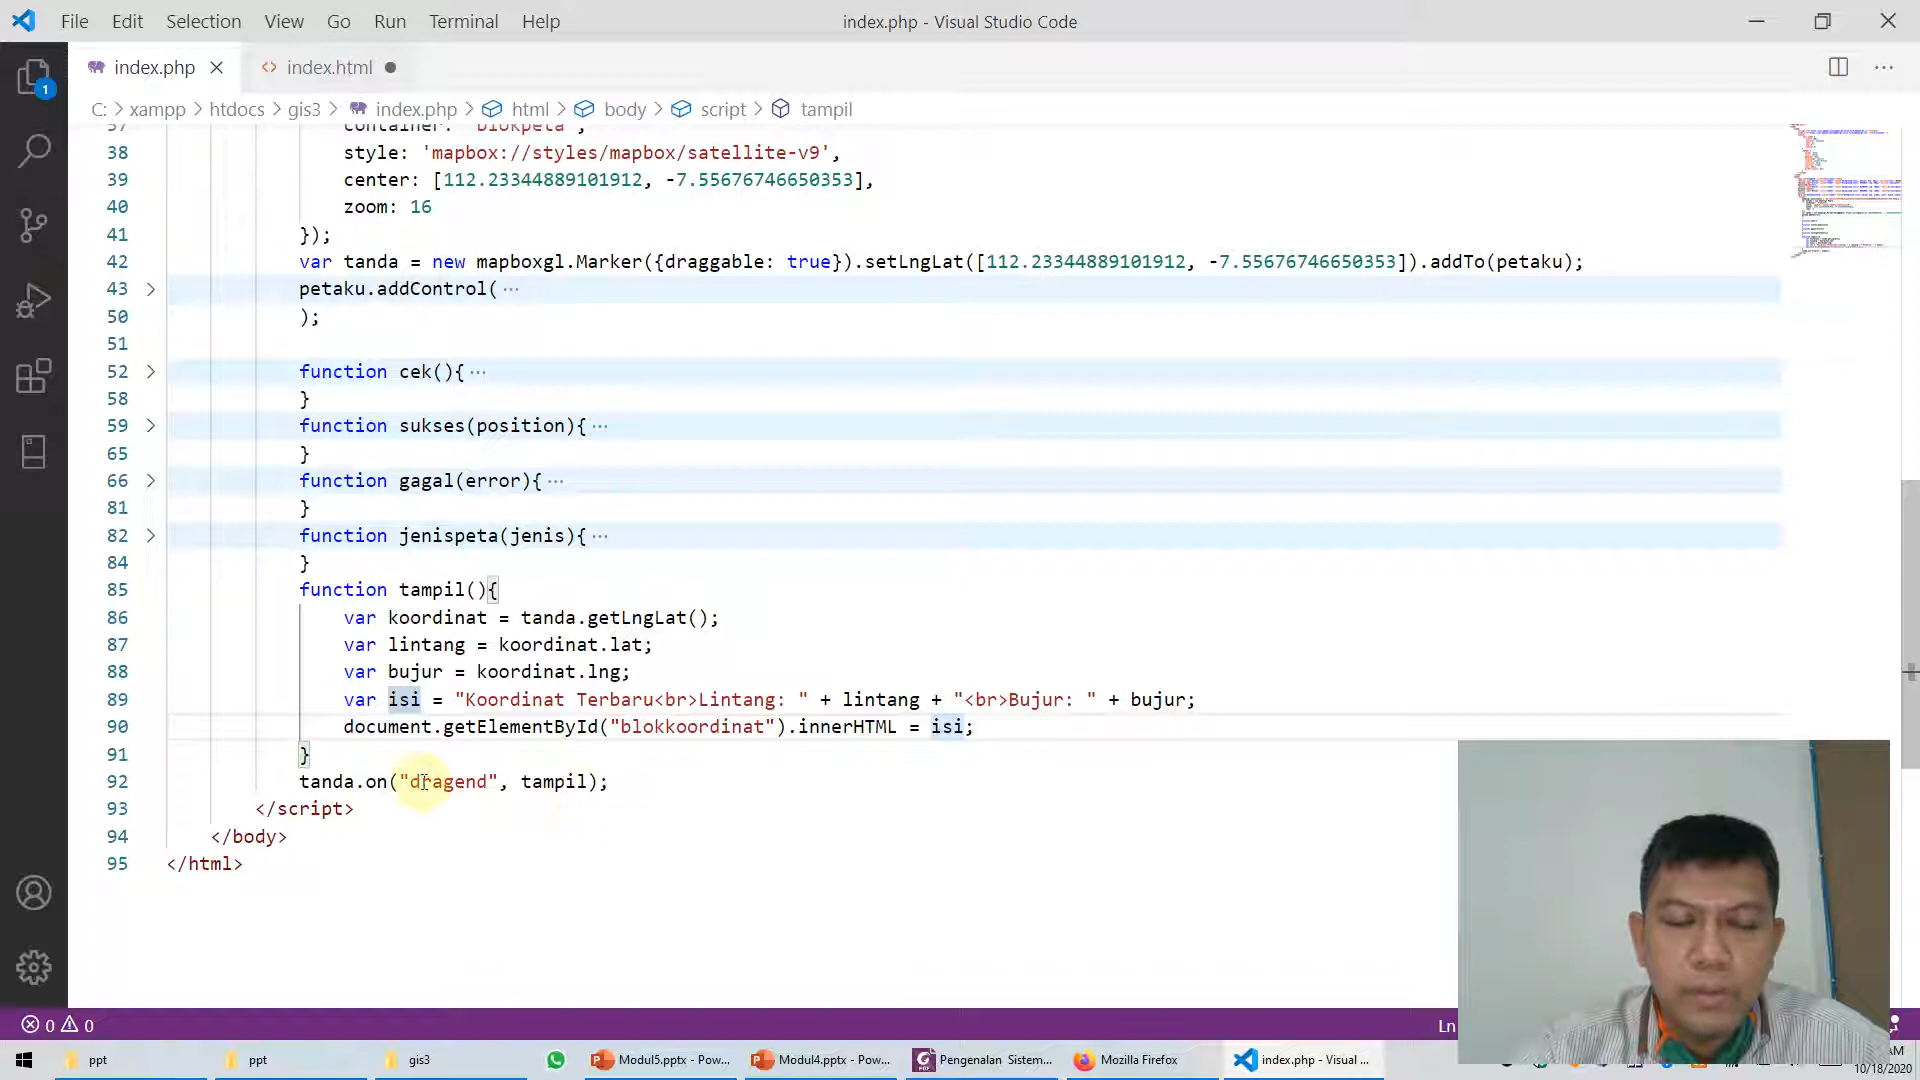 File Edit Selection View Go Run Terminal Help index.php - Visual Studio Code
index.php index.html
C: > xampp > htdocs > gis3 > index.php > html > body > script > tampil
37 container: 'blokpeta',
38 style: 'mapbox://styles/mapbox/satellite-v9',
39 center: [112.23344889101912, -7.55676746650353],
40 zoom: 16
41 });
42 var tanda = new mapboxgl.Marker({draggable: true}).setLngLat([112.23344889101912, -7.55676746650353]).addTo(petaku);
43 petaku.addControl( ...
50 );
51
52 function cek(){ ...
58 }
59 function sukses(position){ ...
65 }
66 function gagal(error){ ...
81 }
82 function jenispeta(jenis){ ...
84 }
85 function tampil(){
86 var koordinat = tanda.getLngLat();
87 var lintang = koordinat.lat;
88 var bujur = koordinat.lng;
89 var isi = "Koordinat Terbaru<br>Lintang: " + lintang + "<br>Bujur: " + bujur;
90 document.getElementById("blokkoordinat").innerHTML = isi;
91 }
92 tanda.on("dragend", tampil);
93 </script>
94 </body>
95 </html>
1
0 0 Ln
ppt ppt gis3 Modul5.pptx - Pow... Modul4.pptx - Pow... Pengenalan Sistem... Mozilla Firefox index.php - Visual ...
AM
10/18/2020